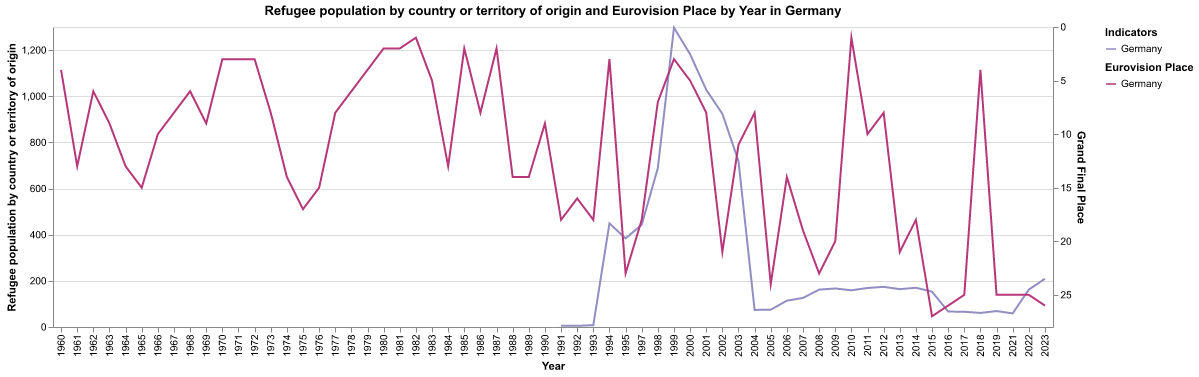 Refugee population by country or territory of origin and Eurovision Place by Year in Germany
Refugee population by country or territory of origin
1,200
1,000
800
600
400
200
0
0
5
10
15
20
25
Grand Final Place
1960 1961 1962 1963 1964 1965 1966 1967 1968 1969 1970 1971 1972 1973 1974 1975 1976 1977 1978 1979 1980 1981 1982 1983 1984 1985 1986 1987 1988 1989 1990 1991 1992 1993 1994 1995 1997 1998 1999 2000 2001 2002 2003 2004 2005 2006 2007 2008 2009 2010 2011 2012 2013 2014 2015 2016 2017 2018 2019 2021 2022 2023
Year
Indicators
Germany
Eurovision Place
Germany